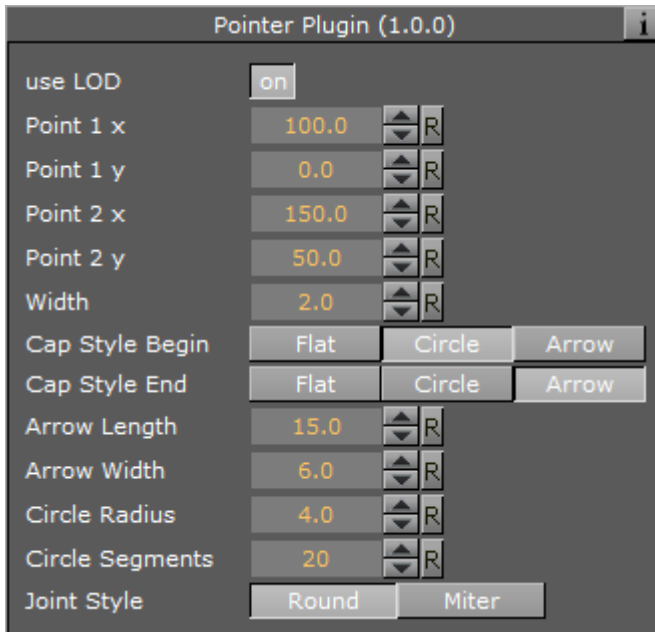 Pointer Plugin (1.0.0) i
use LOD on
Point 1 x 100.0 R
Point 1 y 0.0 R
Point 2 x 150.0 R
Point 2 y 50.0 R
Width 2.0 R
Cap Style Begin Flat Circle Arrow
Cap Style End Flat Circle Arrow
Arrow Length 15.0 R
Arrow Width 6.0 R
Circle Radius 4.0 R
Circle Segments 20 R
Joint Style Round Miter